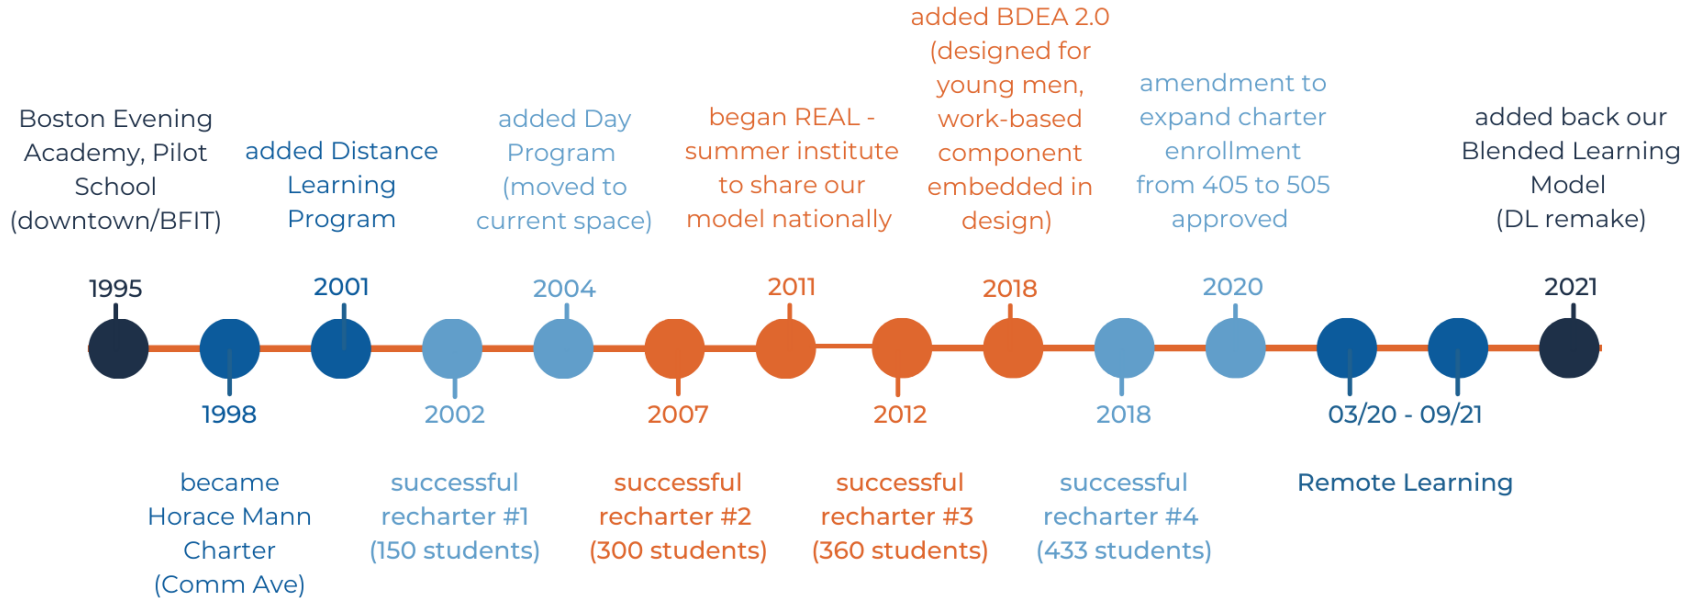 Boston Evening
Academy, Pilot
School
(downtown/BFIT)
1995
became
Horace Mann
Charter
(Comm Ave)
1998
added Distance
Learning
Program
2001
2002
successful
recharter #1
(150 students)
added Day
Program
(moved to
current space)
2004
2007
successful
recharter #2
(300 students)
began REAL -
summer institute
to share our
model nationally
2011
2012
successful
recharter #3
(360 students)
added BDEA 2.0
(designed for
young men,
work-based
component
embedded in
design)
2018
2018
successful
recharter #4
(433 students)
amendment to
expand charter
enrollment
from 405 to 505
approved
2020
03/20 - 09/21
Remote Learning
added back our
Blended Learning
Model
(DL remake)
2021